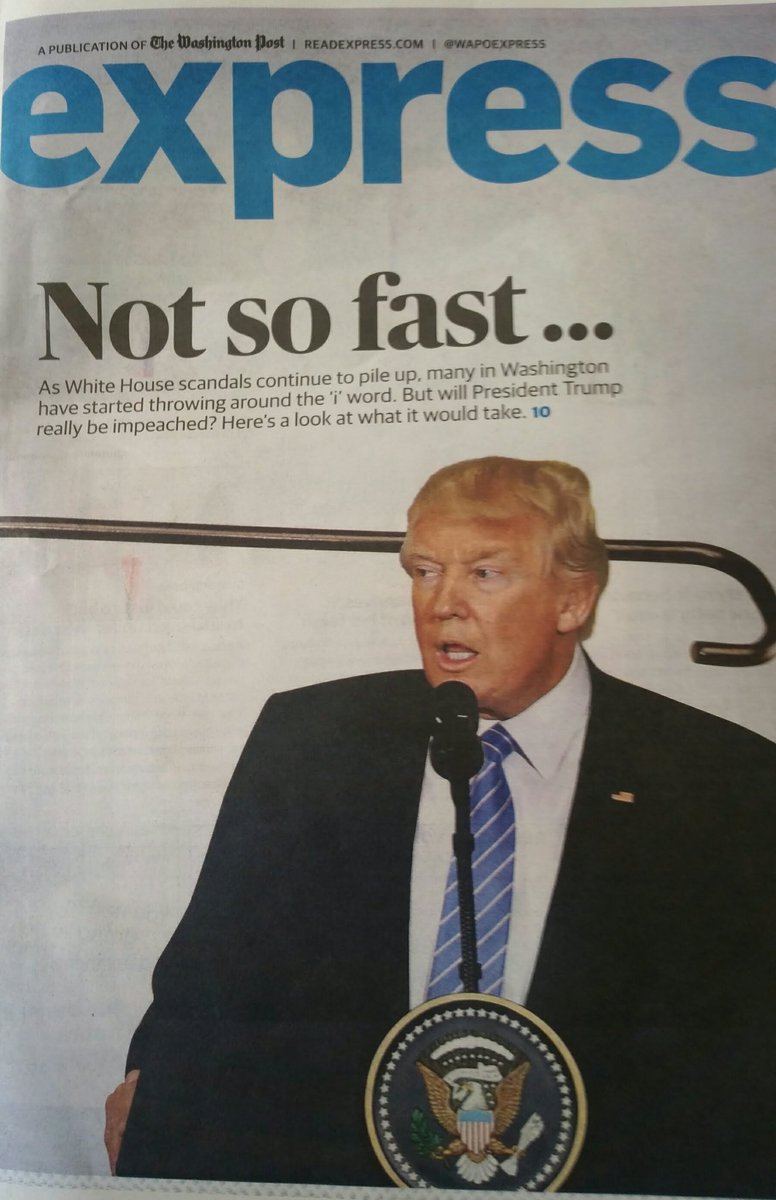 A PUBLICATION OF The Washington Post | READEXPRESS.COM | @WAPOEXPRESS
express
Not so fast ...
As White House scandals continue to pile up, many in Washington
have started throwing around the ‘i’ word. But will President Trump
really be impeached? Here’s a look at what it would take. 10